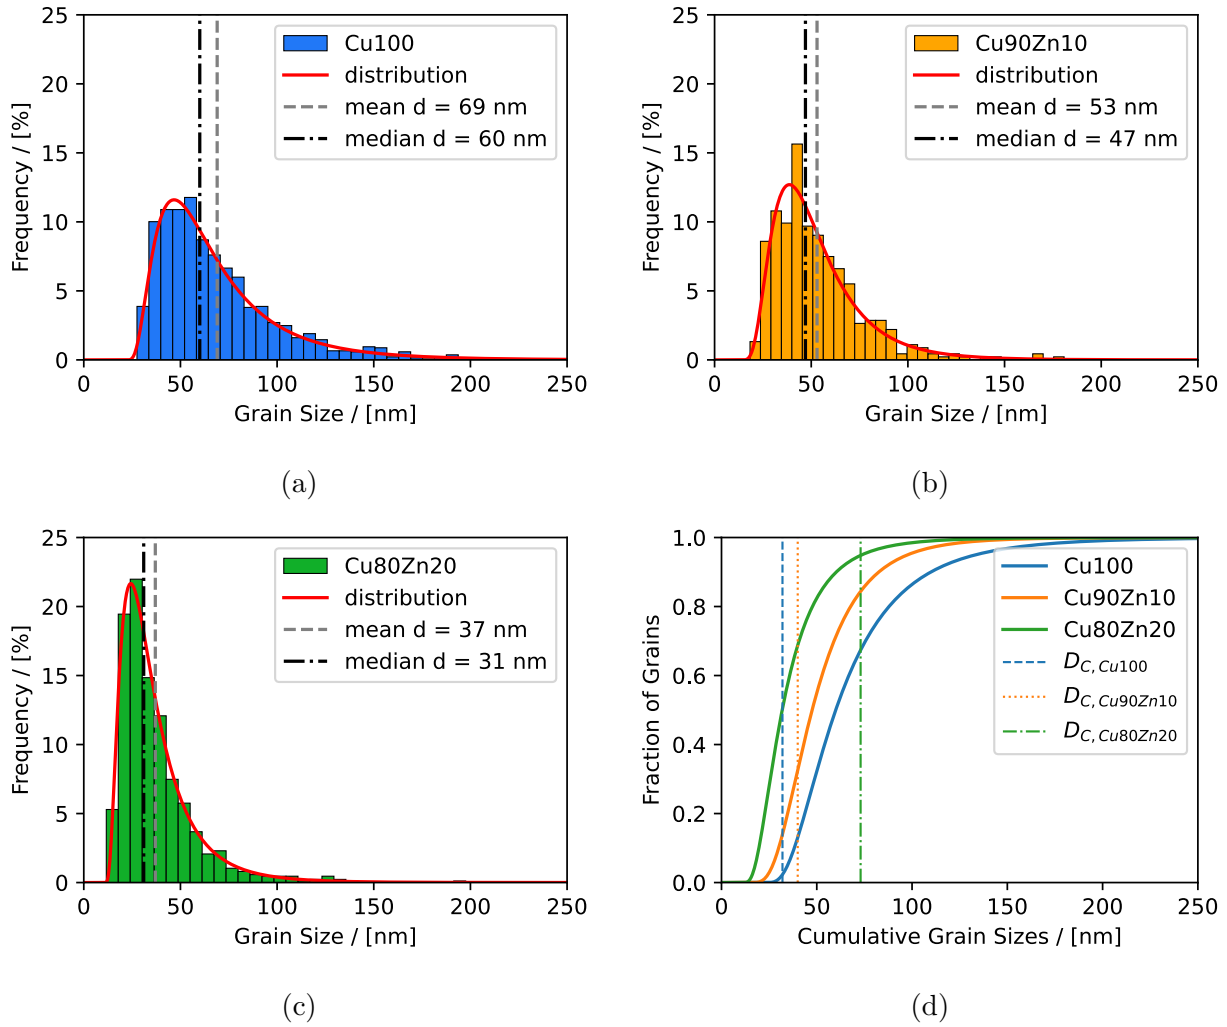 25
20
15
10
5
0
Frequency / [%]
Cu100
distribution
mean d = 69 nm
median d = 60 nm
0 50 100 150 200 250
Grain Size / [nm]
(a)
25
20
15
10
5
0
Frequency / [%]
Cu90Zn10
distribution
mean d = 53 nm
median d = 47 nm
0 50 100 150 200 250
Grain Size / [nm]
(b)
25
20
15
10
5
0
Frequency / [%]
Cu80Zn20
distribution
mean d = 37 nm
median d = 31 nm
0 50 100 150 200 250
Grain Size / [nm]
(c)
1.0
0.8
0.6
0.4
0.2
0.0
Fraction of Grains
Cu100
Cu90Zn10
Cu80Zn20
D_{C, Cu100}
D_{C, Cu90Zn10}
D_{C, Cu80Zn20}
0 50 100 150 200 250
Cumulative Grain Sizes / [nm]
(d)